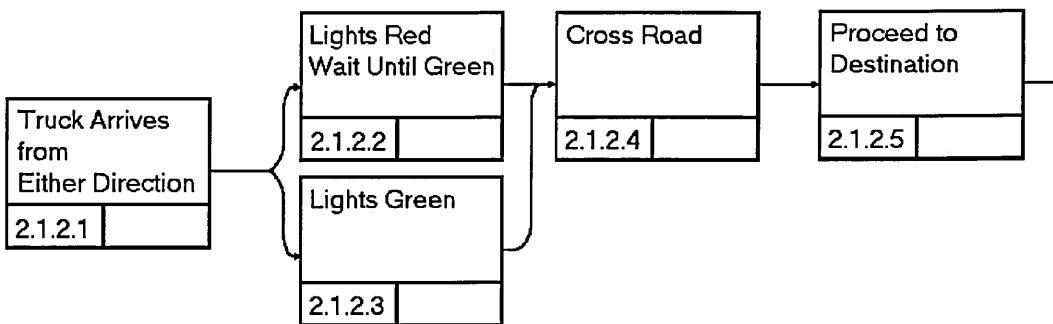 Truck Arrives
from
Either Direction
2.1.2.1
Lights Red
Wait Until Green
2.1.2.2
Lights Green
2.1.2.3
Cross Road
2.1.2.4
Proceed to
Destination
2.1.2.5